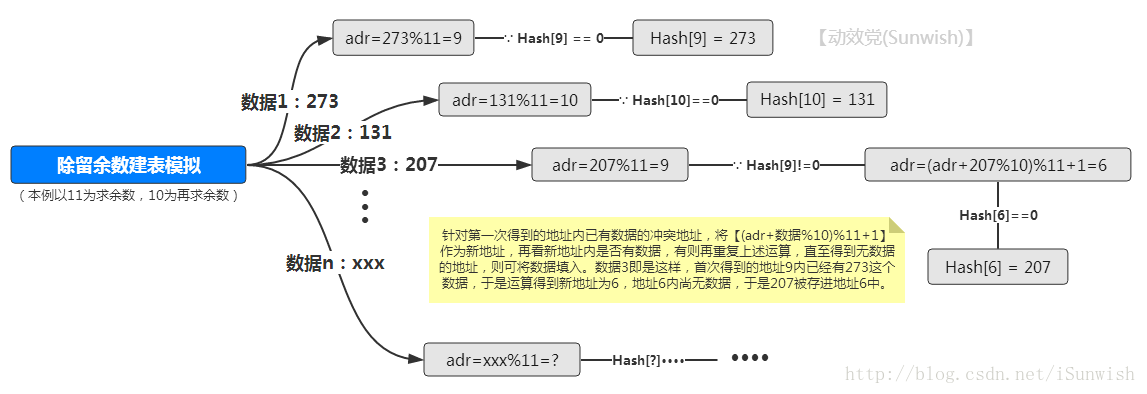 adr=273%11=9
∵ Hash[9] == 0
Hash[9] = 273
【动效党(Sunwish)】
数据1：273
adr=131%11=10
∵ Hash[10]==0
Hash[10] = 131
数据2：131
除留余数建表模拟
数据3：207
adr=207%11=9
∵ Hash[9]!=0
adr=(adr+207%10)%11+1=6
（本例以11为求余数，10为再求余数）
Hash[6]==0
针对第一次得到的地址内已有数据的冲突地址，将【(adr+数据%10)%11+1】
作为新地址，再看新地址内是否有数据，有则再重复上述运算，直至得到无数据
的地址，则可将数据填入。数据3即是这样，首次得到的地址9内已经有273这个
数据，于是运算得到新地址为6，地址6内尚无数据，于是207被存进地址6中。
Hash[6] = 207
数据n：xxx
adr=xxx%11=?
Hash[?]••••
••••
http://blog.csdn.net/iSunwish